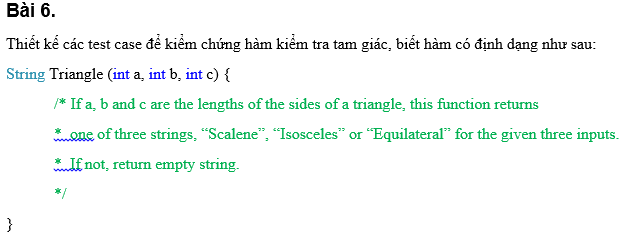 Bài 6.
Thiết kế các test case để kiểm chứng hàm kiểm tra tam giác, biết hàm có định dạng như sau:
String Triangle (int a, int b, int c) {
/* If a, b and c are the lengths of the sides of a triangle, this function returns
* one of three strings, “Scalene”, “Isosceles” or “Equilateral” for the given three inputs.
* If not, return empty string.
*/
}